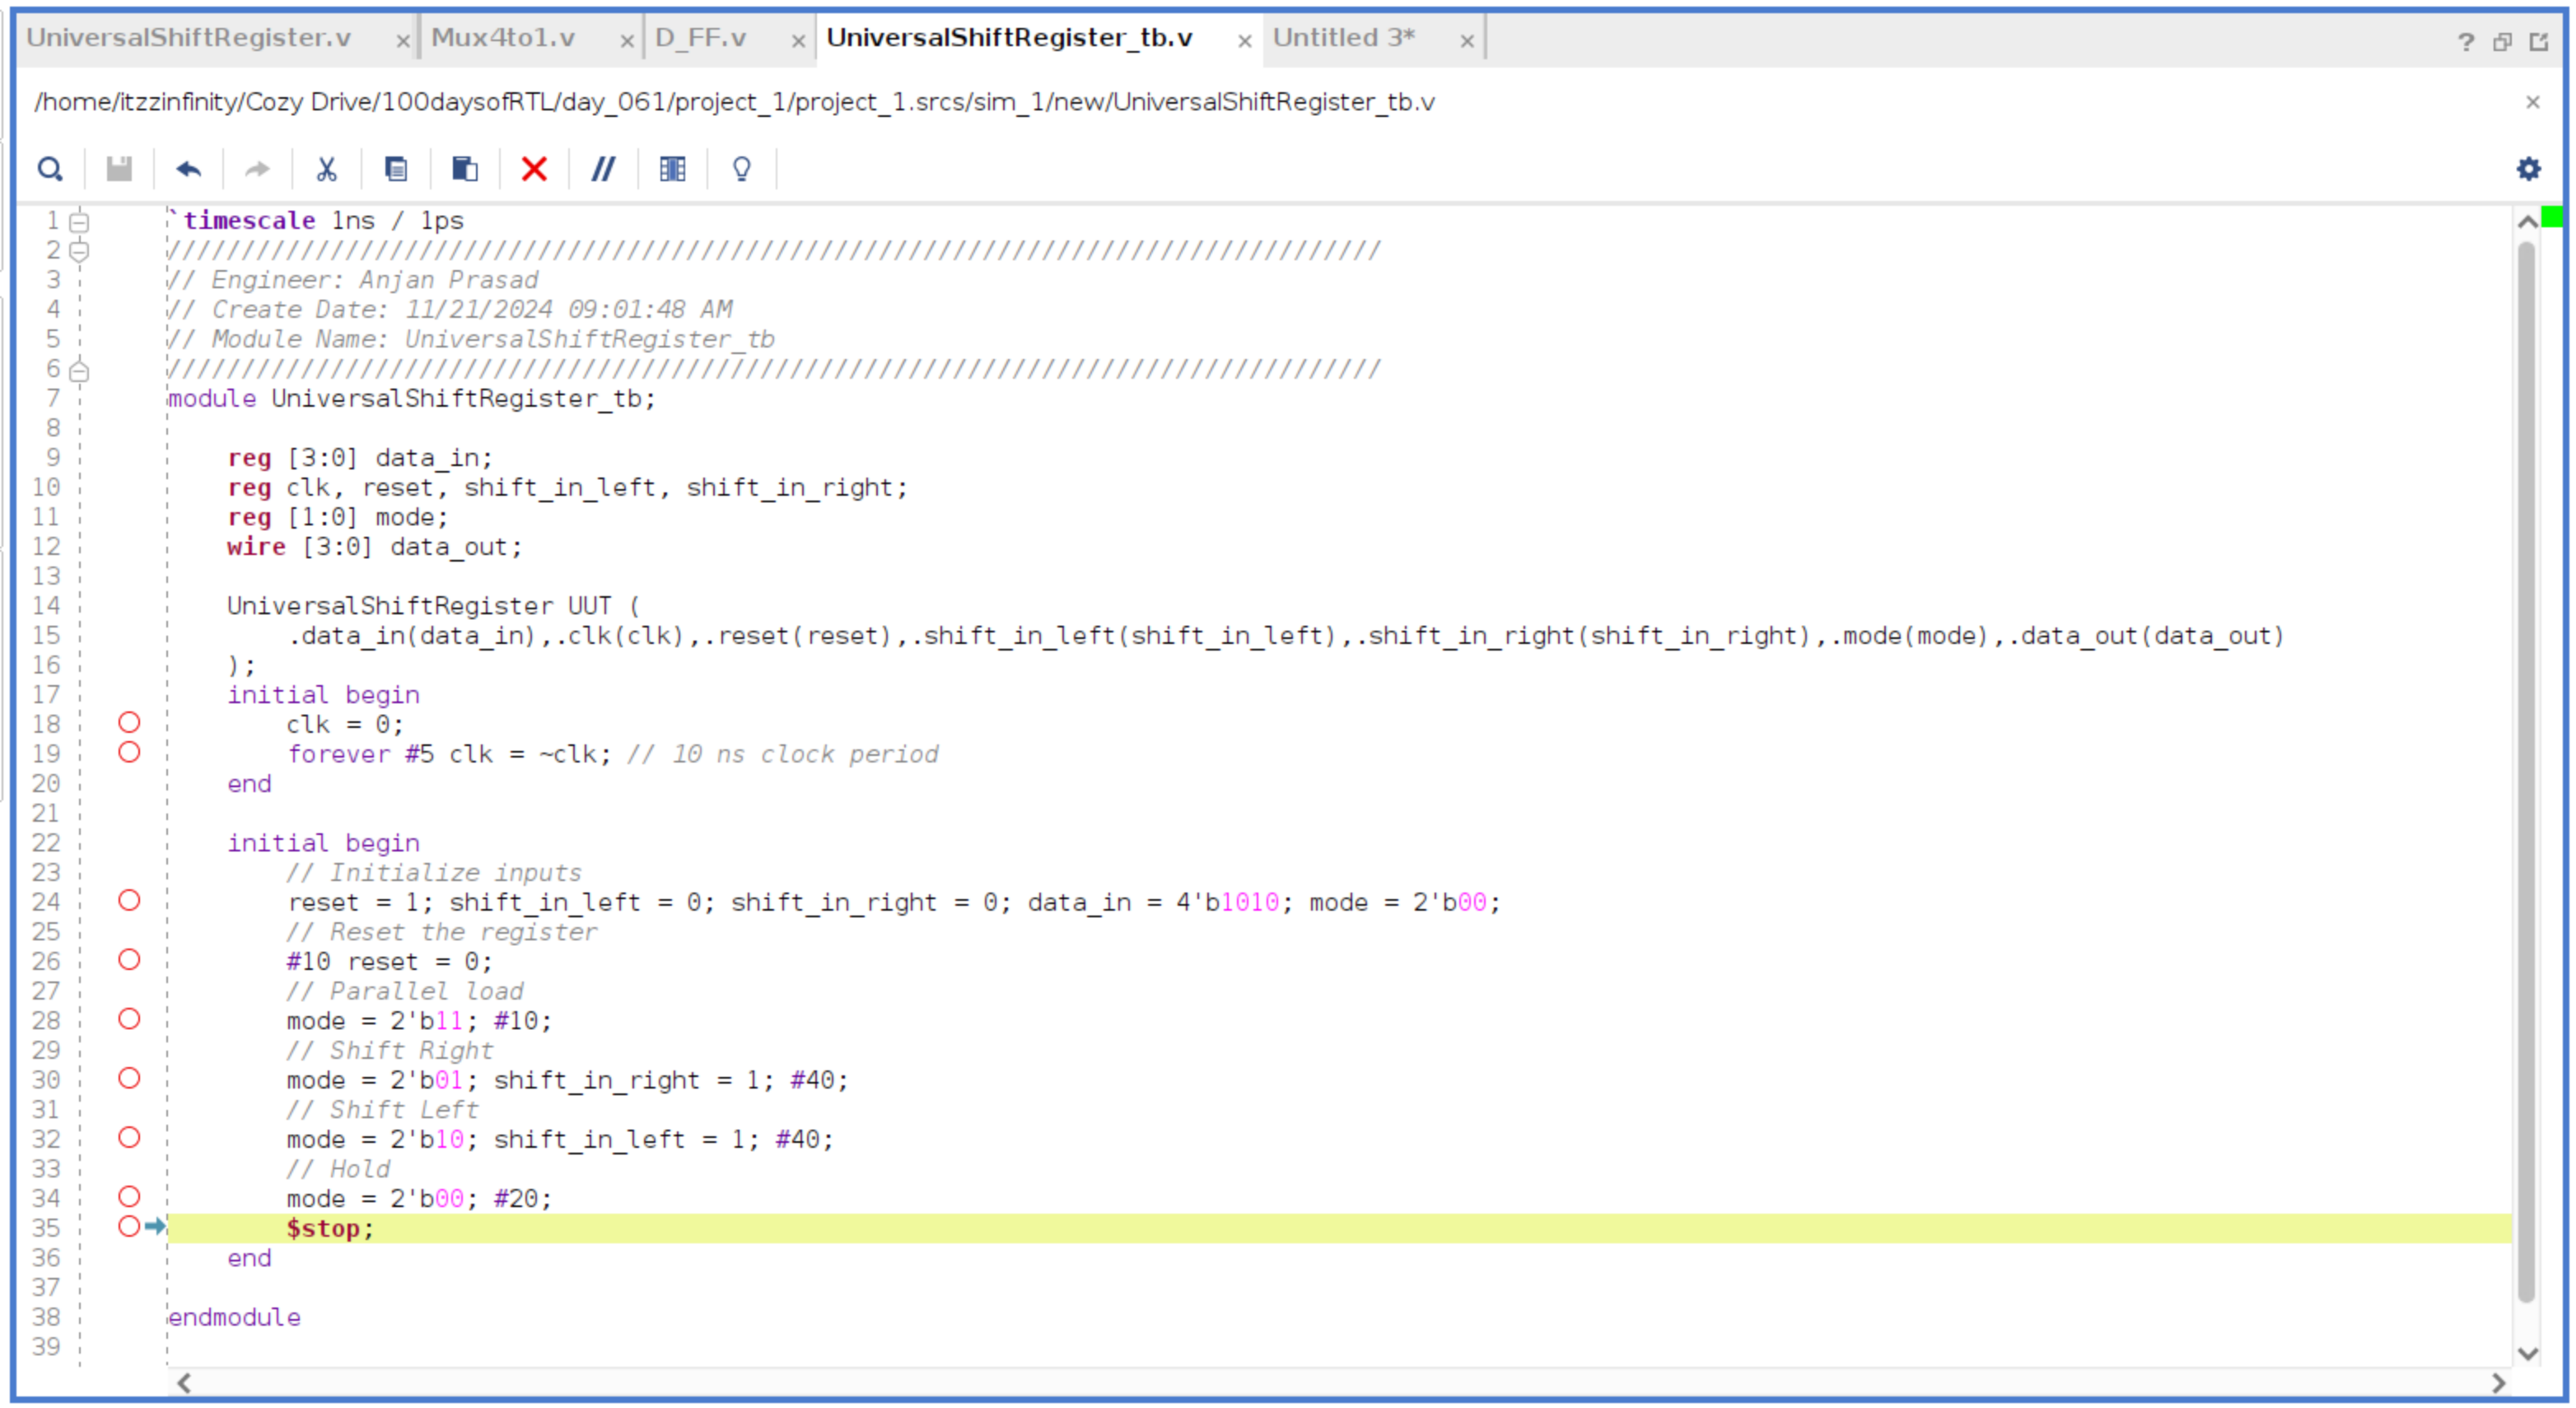 UniversalShiftRegister.v × Mux4to1.v × D_FF.v × UniversalShiftRegister_tb.v × Untitled 3* × ?
/home/itzzinfinity/Cozy Drive/100daysofRTL/day_061/project_1/project_1.srcs/sim_1/new/UniversalShiftRegister_tb.v ×
1 `timescale 1ns / 1ps
2 //////////////////////////////////////////////////////////////////////////////////
3 // Engineer: Anjan Prasad
4 // Create Date: 11/21/2024 09:01:48 AM
5 // Module Name: UniversalShiftRegister_tb
6 //////////////////////////////////////////////////////////////////////////////////
7 module UniversalShiftRegister_tb;
8
9 reg [3:0] data_in;
10 reg clk, reset, shift_in_left, shift_in_right;
11 reg [1:0] mode;
12 wire [3:0] data_out;
13
14 UniversalShiftRegister UUT (
15 .data_in(data_in),.clk(clk),.reset(reset),.shift_in_left(shift_in_left),.shift_in_right(shift_in_right),.mode(mode),.data_out(data_out)
16 );
17 initial begin
18 clk = 0;
19 forever #5 clk = ~clk; // 10 ns clock period
20 end
21
22 initial begin
23 // Initialize inputs
24 reset = 1; shift_in_left = 0; shift_in_right = 0; data_in = 4'b1010; mode = 2'b00;
25 // Reset the register
26 #10 reset = 0;
27 // Parallel load
28 mode = 2'b11; #10;
29 // Shift Right
30 mode = 2'b01; shift_in_right = 1; #40;
31 // Shift Left
32 mode = 2'b10; shift_in_left = 1; #40;
33 // Hold
34 mode = 2'b00; #20;
35 $stop;
36 end
37
38 endmodule
39